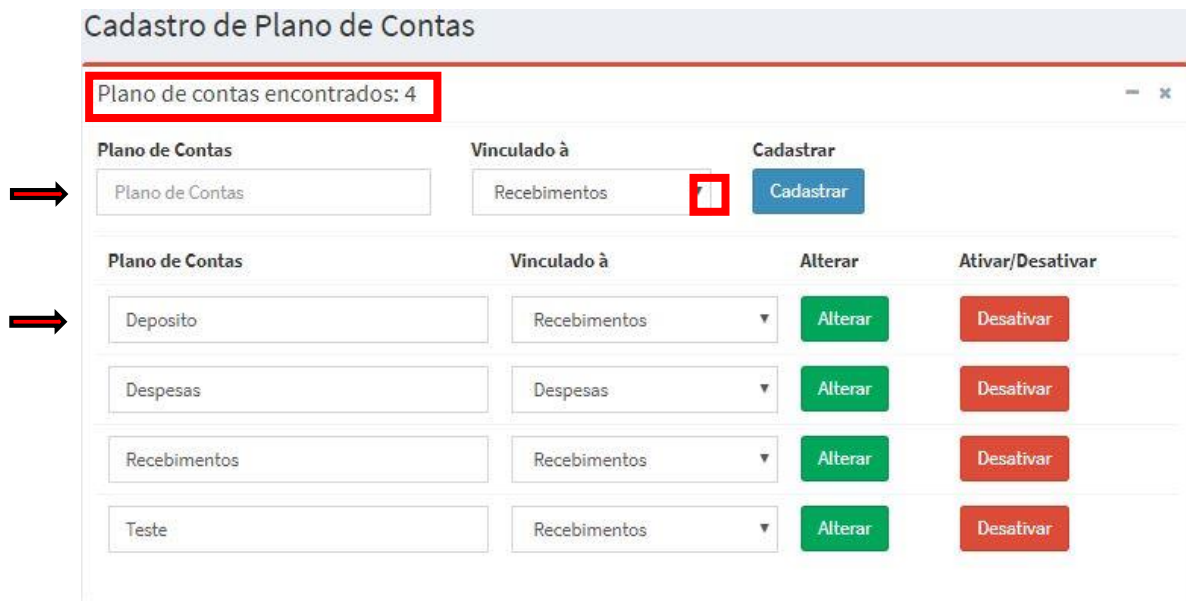 Cadastro de Plano de Contas
Plano de contas encontrados: 4
Plano de Contas Vinculado à Cadastrar
Plano de Contas Recebimentos Cadastrar
Plano de Contas Vinculado à Alterar Ativar/Desativar
Deposito Recebimentos Alterar Desativar
Despesas Despesas Alterar Desativar
Recebimentos Recebimentos Alterar Desativar
Teste Recebimentos Alterar Desativar